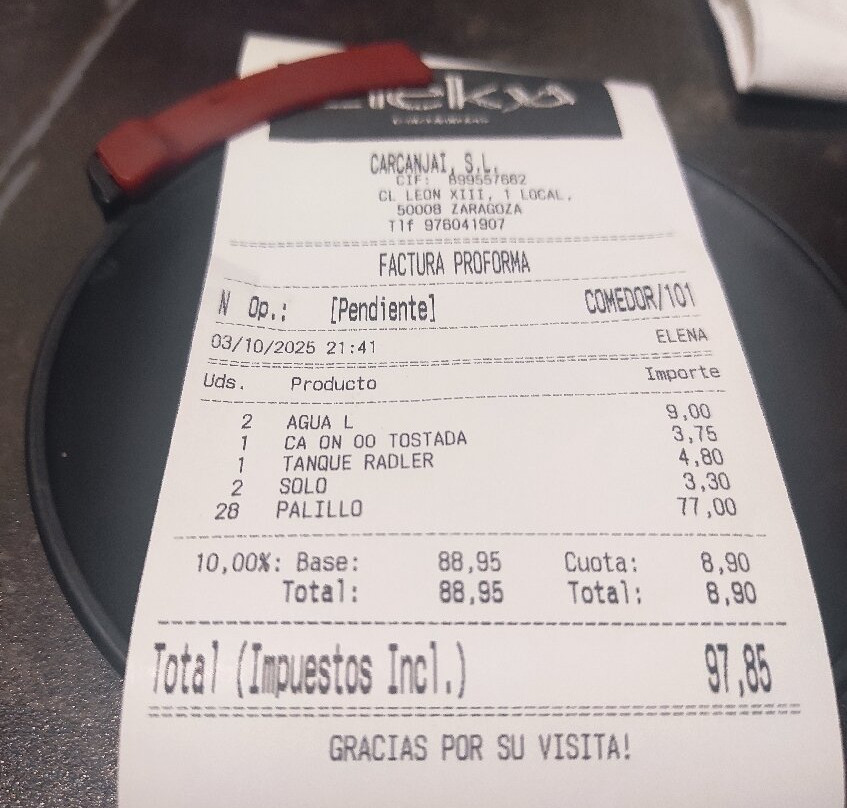 CARCANJAI, S.L.
CIF: B99557662
CL LEON XIII, 1 LOCAL,
50008 ZARAGOZA
Tlf 976041907
FACTURA PROFORMA
N Op.: [Pendiente] COMEDOR/101
03/10/2025 21:41 ELENA
Uds. Producto Importe
2 AGUA L 9,00
1 CA ON OO TOSTADA 3,75
1 TANQUE RADLER 4,80
2 SOLO 3,30
28 PALILLO 77,00
10,00%: Base: 88,95 Cuota: 8,90
Total: 88,95 Total: 8,90
Total (Impuestos Incl.) 97,85
GRACIAS POR SU VISITA!